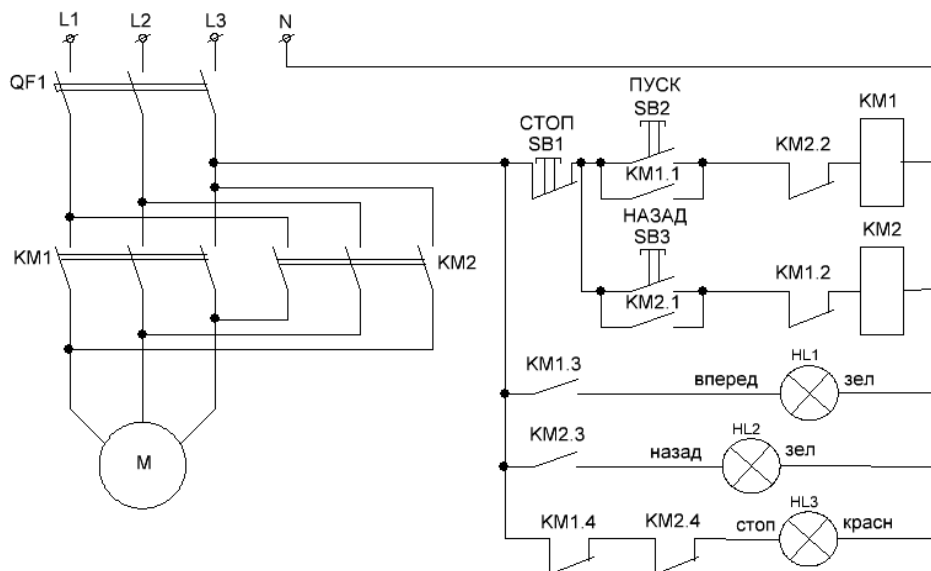 L1 L2 L3 N
QF1
ПУСК
SB2
KM1
СТОП
SB1
KM2.2
KM1.1
НАЗАД
SB3
KM2
KM1
KM2
KM1.2
KM2.1
HL1
KM1.3
вперед
зел
HL2
KM2.3
назад
зел
HL3
KM1.4
KM2.4
стоп
красн
M